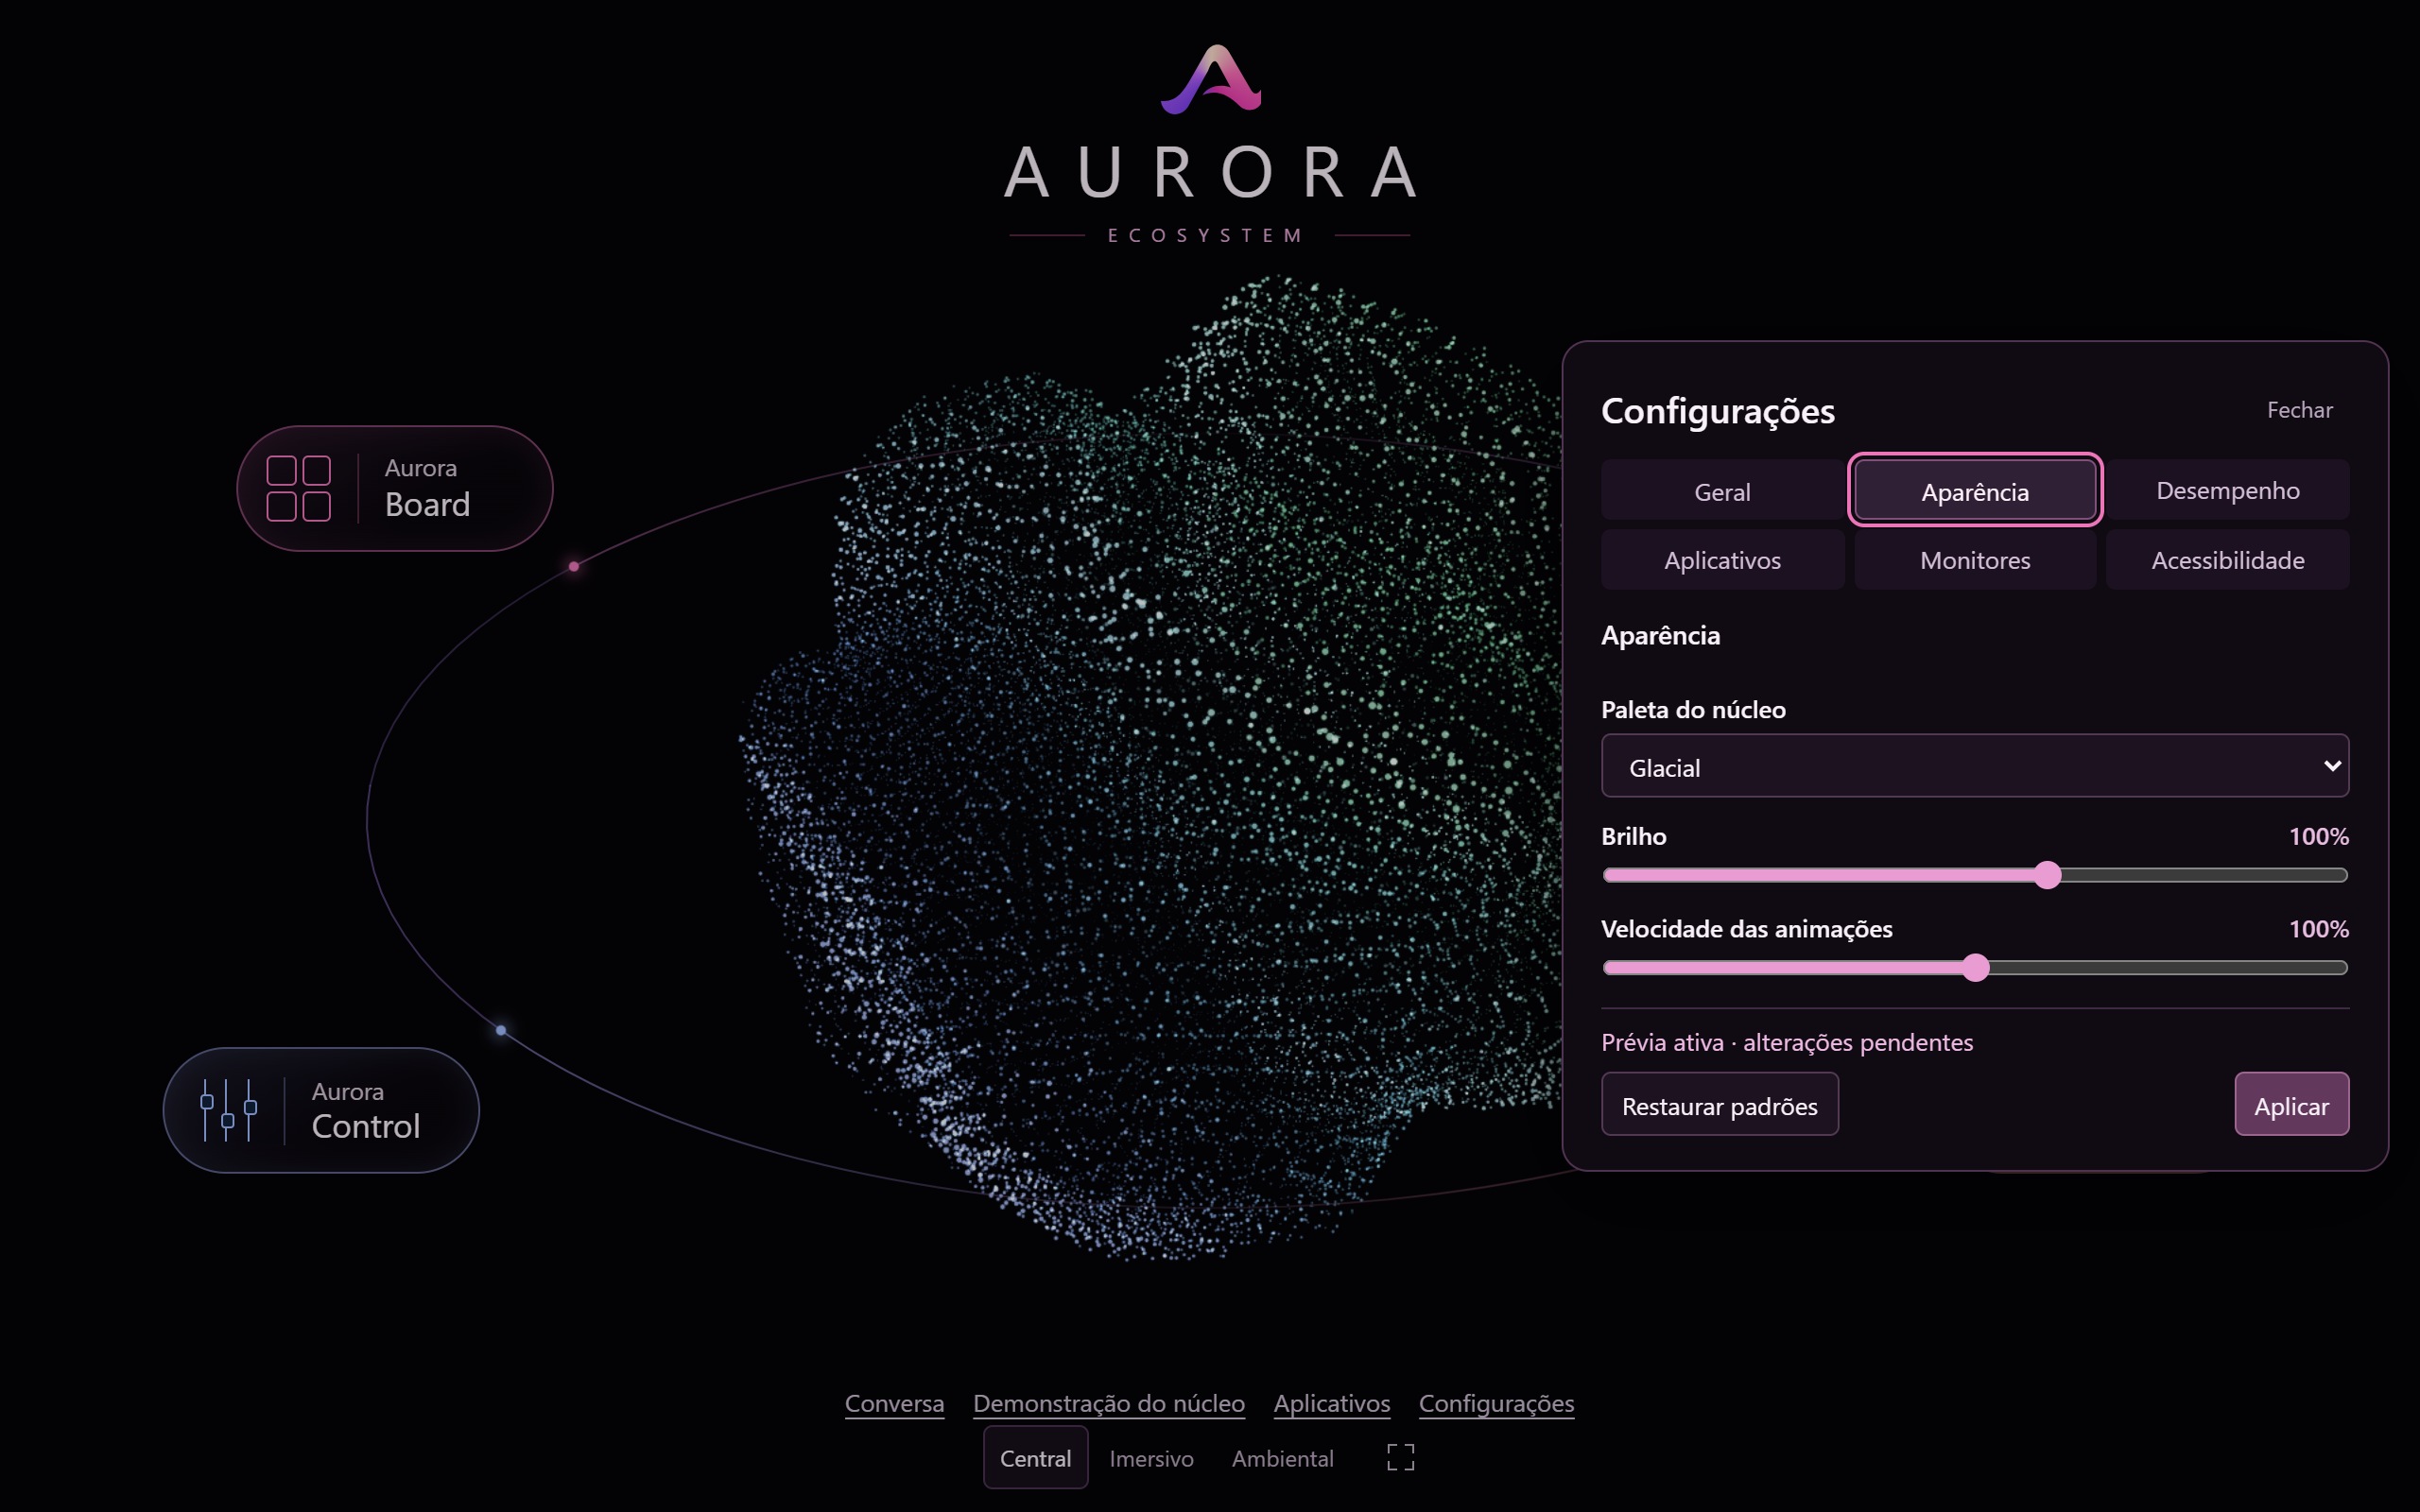 AURORA
ECOSYSTEM
Aurora
Board
Aurora
Control
Configurações
Fechar
Geral
Aparência
Desempenho
Aplicativos
Monitores
Acessibilidade
Aparência
Paleta do núcleo
Glacial
Brilho
100%
Velocidade das animações
100%
Prévia ativa · alterações pendentes
Restaurar padrões
Aplicar
Conversa
Demonstração do núcleo
Aplicativos
Configurações
Central
Imersivo
Ambiental